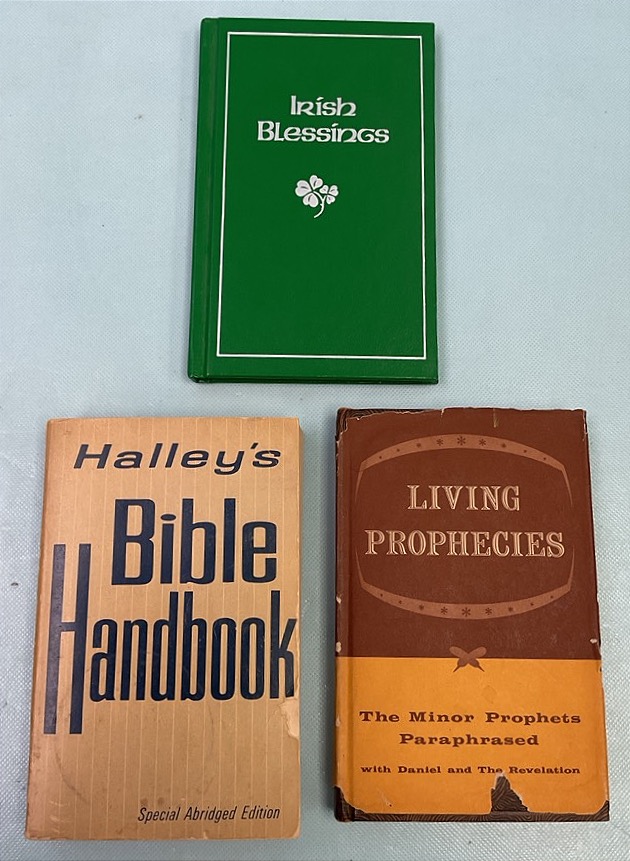 Irish
Blessings
Halley's
Bible
Handbook
Special Abridged Edition
LIVING
PROPHECIES
The Minor Prophets
Paraphrased
with Daniel and The Revelation